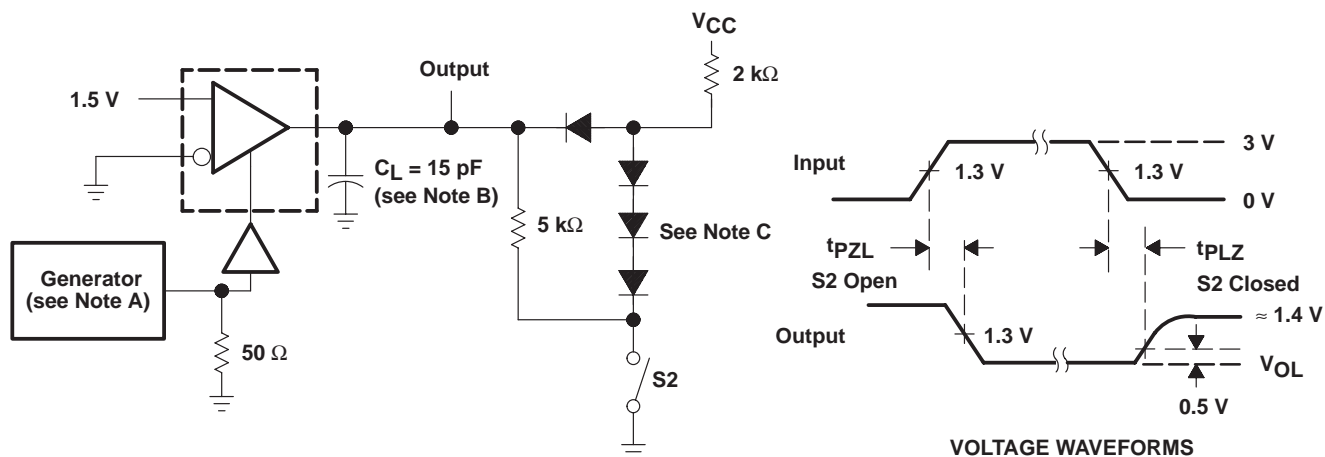 VCC
2 kΩ
Output
1.5 V
CL = 15 pF
(see Note B)
5 kΩ
See Note C
Generator
(see Note A)
50 Ω
S2
Input
3 V
1.3 V
1.3 V
0 V
tPZL
tPLZ
S2 Open
S2 Closed
≈ 1.4 V
Output
1.3 V
VOL
0.5 V
VOLTAGE WAVEFORMS